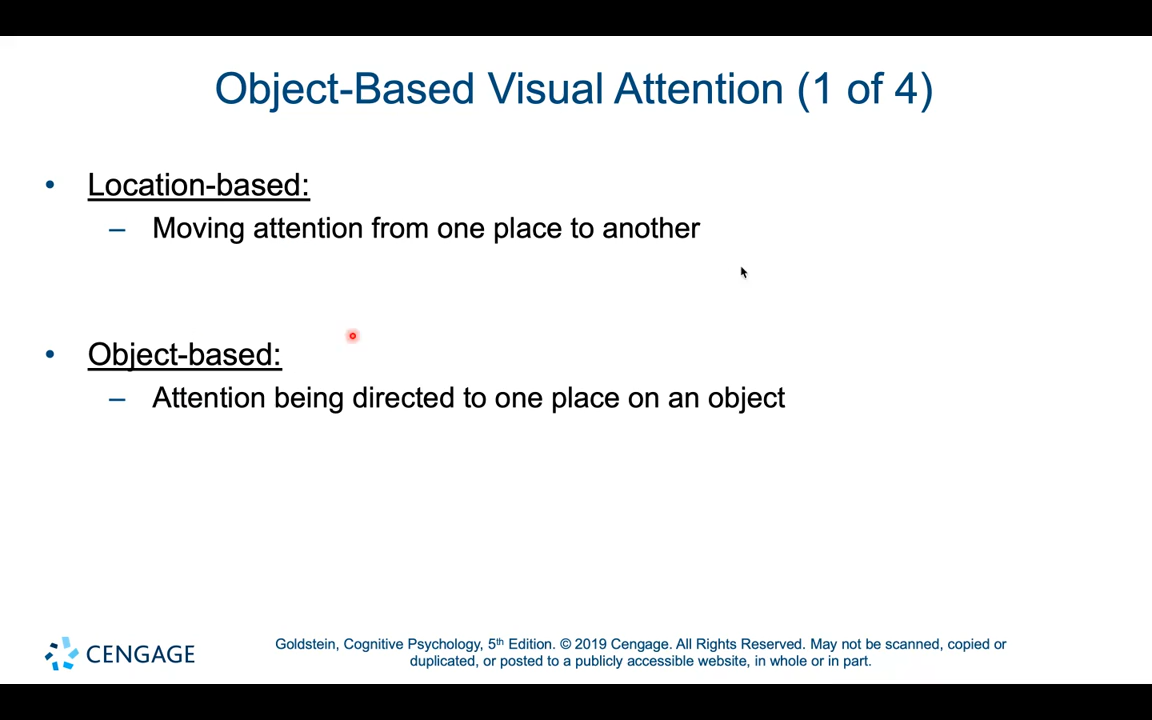 Object-Based Visual Attention (1 of 4)
• Location-based:
– Moving attention from one place to another
• Object-based:
– Attention being directed to one place on an object
CENGAGE
Goldstein, Cognitive Psychology, 5th Edition. © 2019 Cengage. All Rights Reserved. May not be scanned, copied or
duplicated, or posted to a publicly accessible website, in whole or in part.